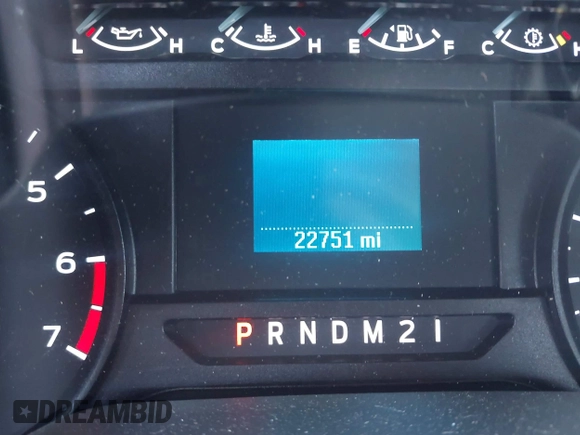 L H C H E F C H
5
22751 mi
6
P R N D M 2 1
7
DREAMBID